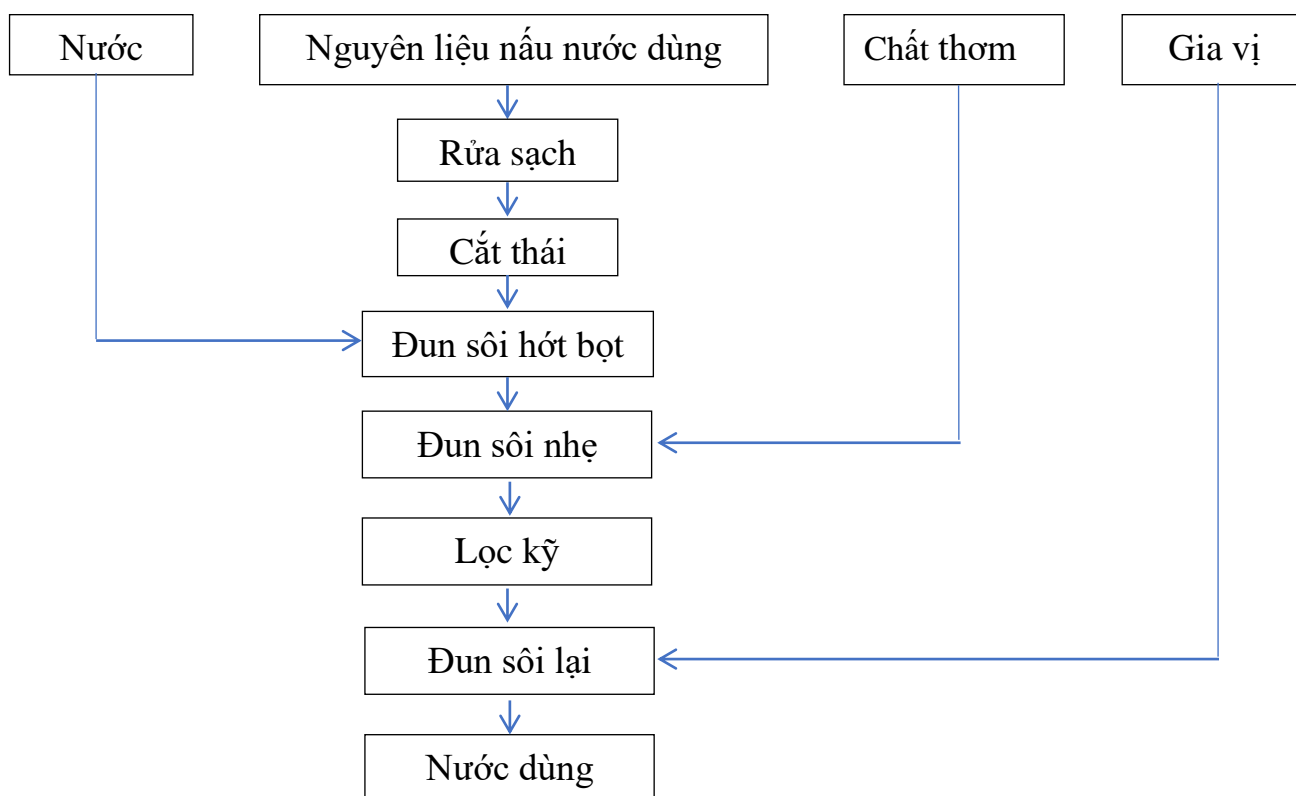 Nước
Nguyên liệu nấu nước dùng
Chất thơm
Gia vị
Rửa sạch
Cắt thái
Đun sôi hớt bọt
Đun sôi nhẹ
Lọc kỹ
Đun sôi lại
Nước dùng